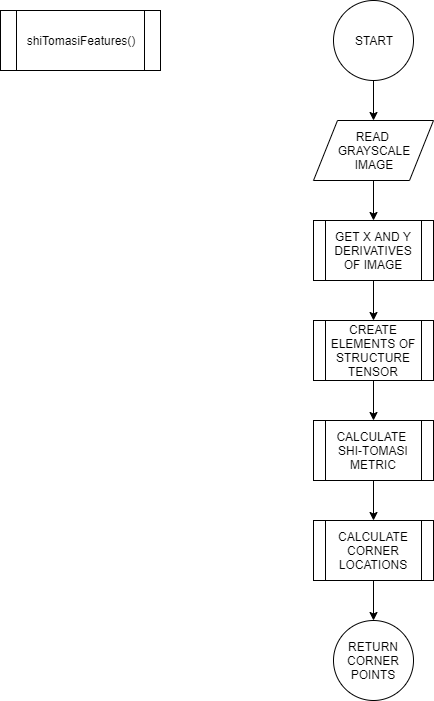 shiTomasiFeatures()
START
READ
GRAYSCALE
IMAGE
GET X AND Y
DERIVATIVES
OF IMAGE
CREATE
ELEMENTS OF
STRUCTURE
TENSOR
CALCULATE
SHI-TOMASI
METRIC
CALCULATE
CORNER
LOCATIONS
RETURN
CORNER
POINTS